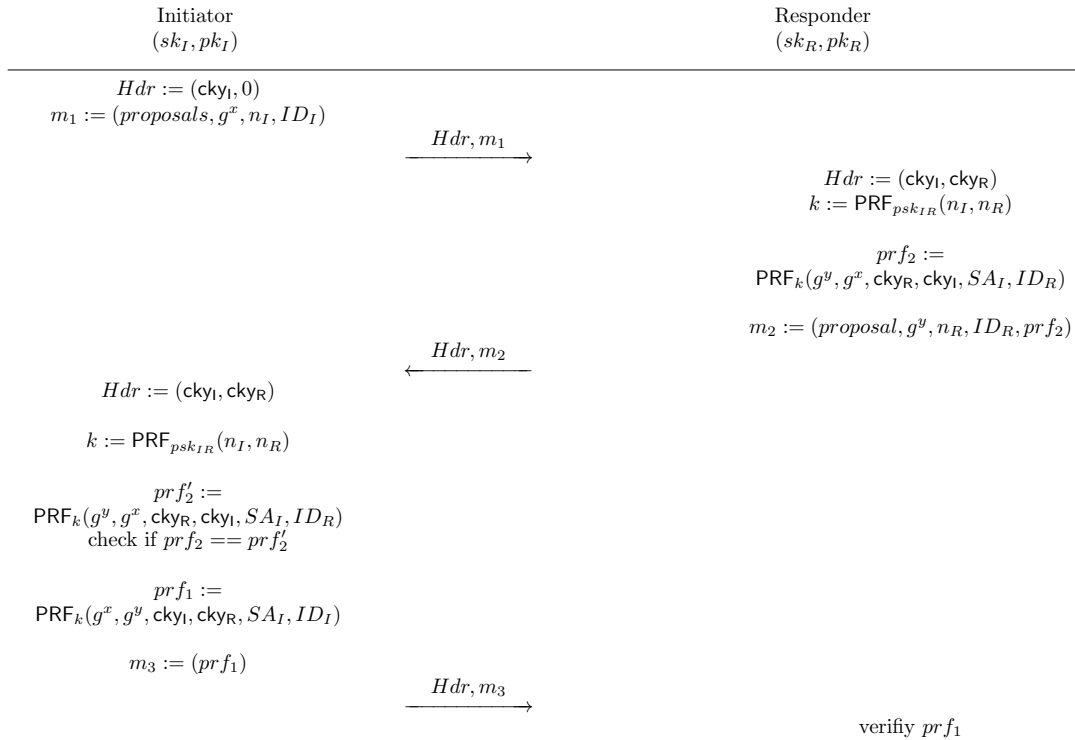 Initiator
Responder
(sk_I, pk_I)
(sk_R, pk_R)
Hdr := (cky_I, 0)
m_1 := (proposals, g^x, n_I, ID_I)
Hdr, m_1
Hdr := (cky_I, cky_R)
k := PRF_{psk_{IR}}(n_I, n_R)
prf_2 :=
PRF_k(g^y, g^x, cky_R, cky_I, SA_I, ID_R)
m_2 := (proposal, g^y, n_R, ID_R, prf_2)
Hdr, m_2
Hdr := (cky_I, cky_R)
k := PRF_{psk_{IR}}(n_I, n_R)
prf'_2 :=
PRF_k(g^y, g^x, cky_R, cky_I, SA_I, ID_R)
check if prf_2 == prf'_2
prf_1 :=
PRF_k(g^x, g^y, cky_I, cky_R, SA_I, ID_I)
m_3 := (prf_1)
Hdr, m_3
verifiy prf_1